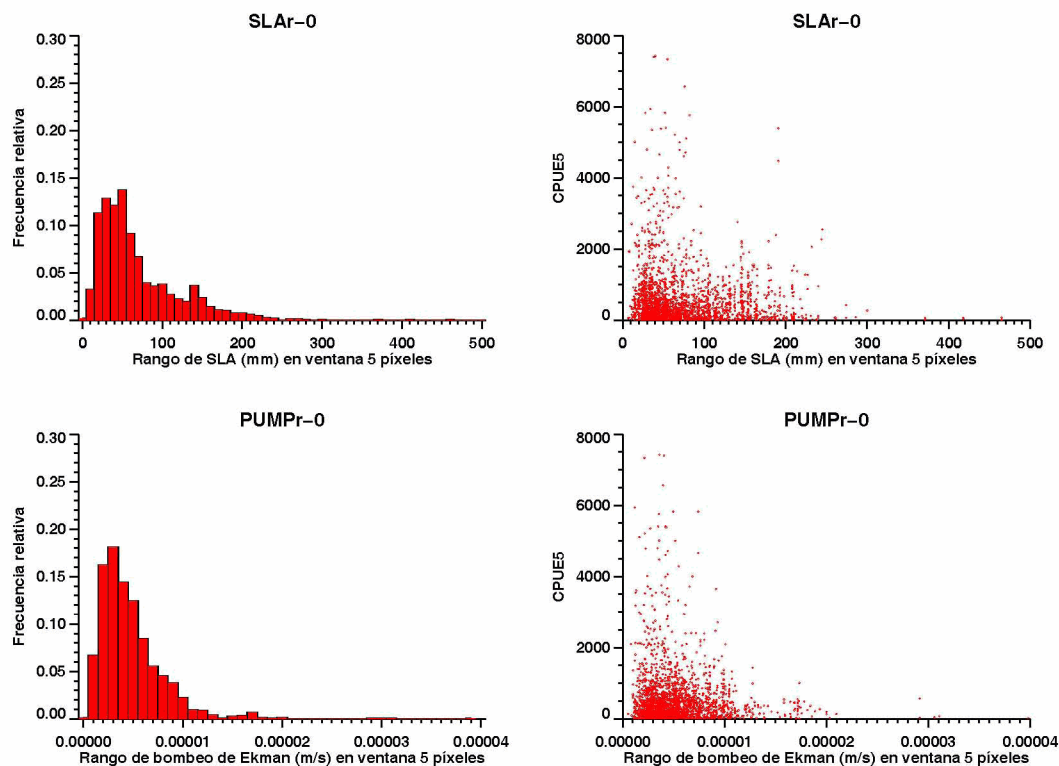 SLAr-0
0.30
0.25
0.20
0.15
0.10
0.05
0.00
Frecuencia relativa
0 100 200 300 400 500
Rango de SLA (mm) en ventana 5 píxeles
SLAr-0
8000
6000
4000
2000
0
CPUE5
0 100 200 300 400 500
Rango de SLA (mm) en ventana 5 píxeles
PUMPr-0
0.30
0.25
0.20
0.15
0.10
0.05
0.00
Frecuencia relativa
0.00000 0.00001 0.00002 0.00003 0.00004
Rango de bombeo de Ekman (m/s) en ventana 5 píxeles
PUMPr-0
8000
6000
4000
2000
0
CPUE5
0.00000 0.00001 0.00002 0.00003 0.00004
Rango de bombeo de Ekman (m/s) en ventana 5 píxeles